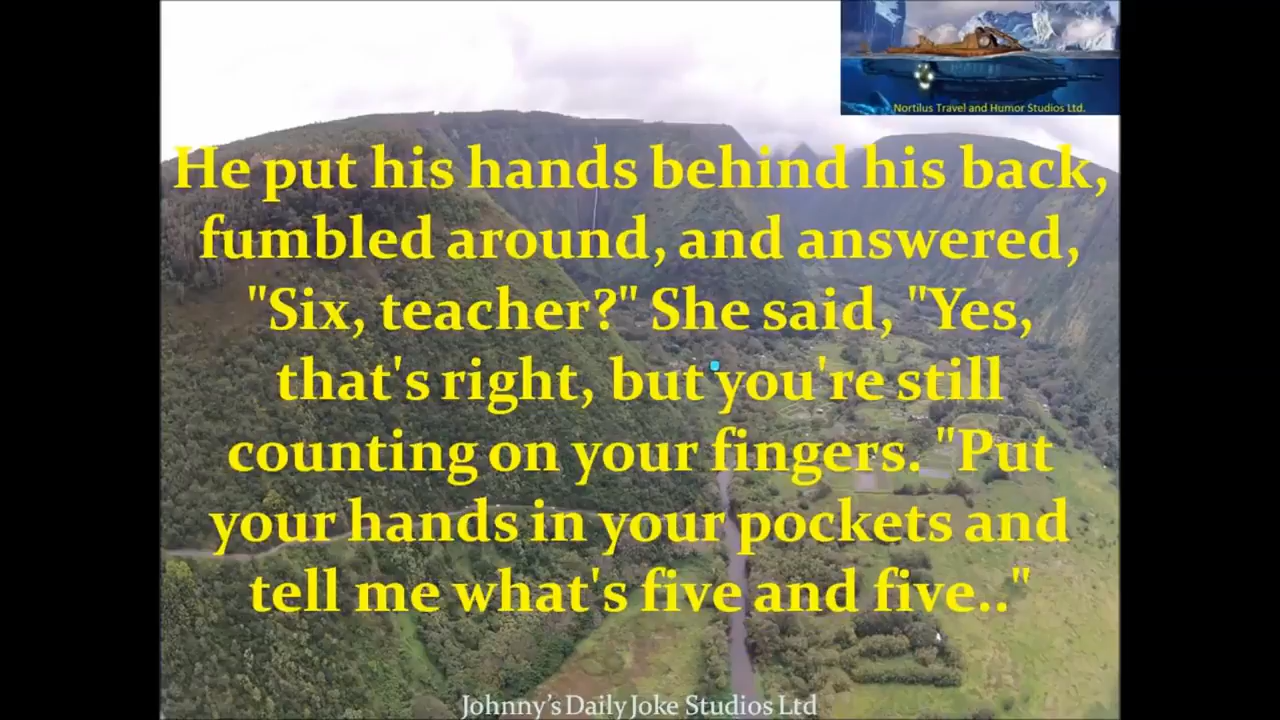 Nortilus Travel and Humor Studios Ltd.
He put his hands behind his back,
fumbled around, and answered,
"Six, teacher?" She said, "Yes,
that's right, but you're still
counting on your fingers. "Put
your hands in your pockets and
tell me what's five and five.."
Johnny's Daily Joke Studios Ltd